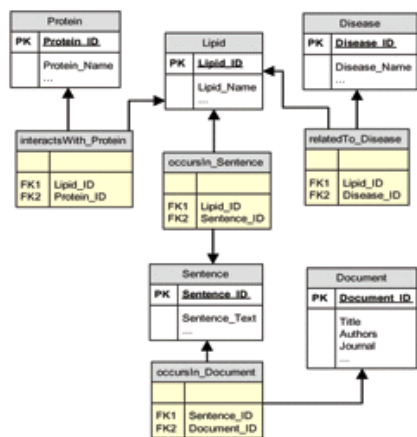 Protein
PK Protein_ID
Protein_Name
...
Lipid
PK Lipid_ID
Lipid_Name
...
Disease
PK Disease_ID
Disease_Name
...
interactsWith_Protein
FK1 Lipid_ID
FK2 Protein_ID
occursIn_Sentence
FK1 Lipid_ID
FK2 Sentence_ID
relatedTo_Disease
FK1 Lipid_ID
FK2 Disease_ID
Sentence
PK Sentence_ID
Sentence_Text
....
Document
PK Document_ID
Title
Authors
Journal
....
occursIn_Document
FK1 Sentence_ID
FK2 Document_ID